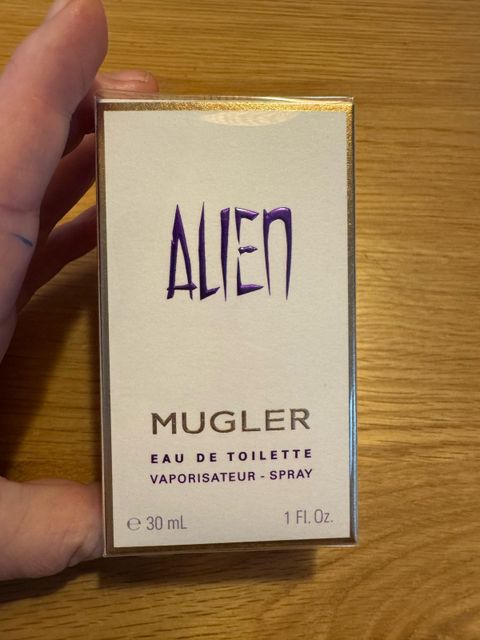 ALIEN
MUGLER
EAU DE TOILETTE
VAPORISATEUR - SPRAY
℮ 30 mL 1 Fl. Oz.